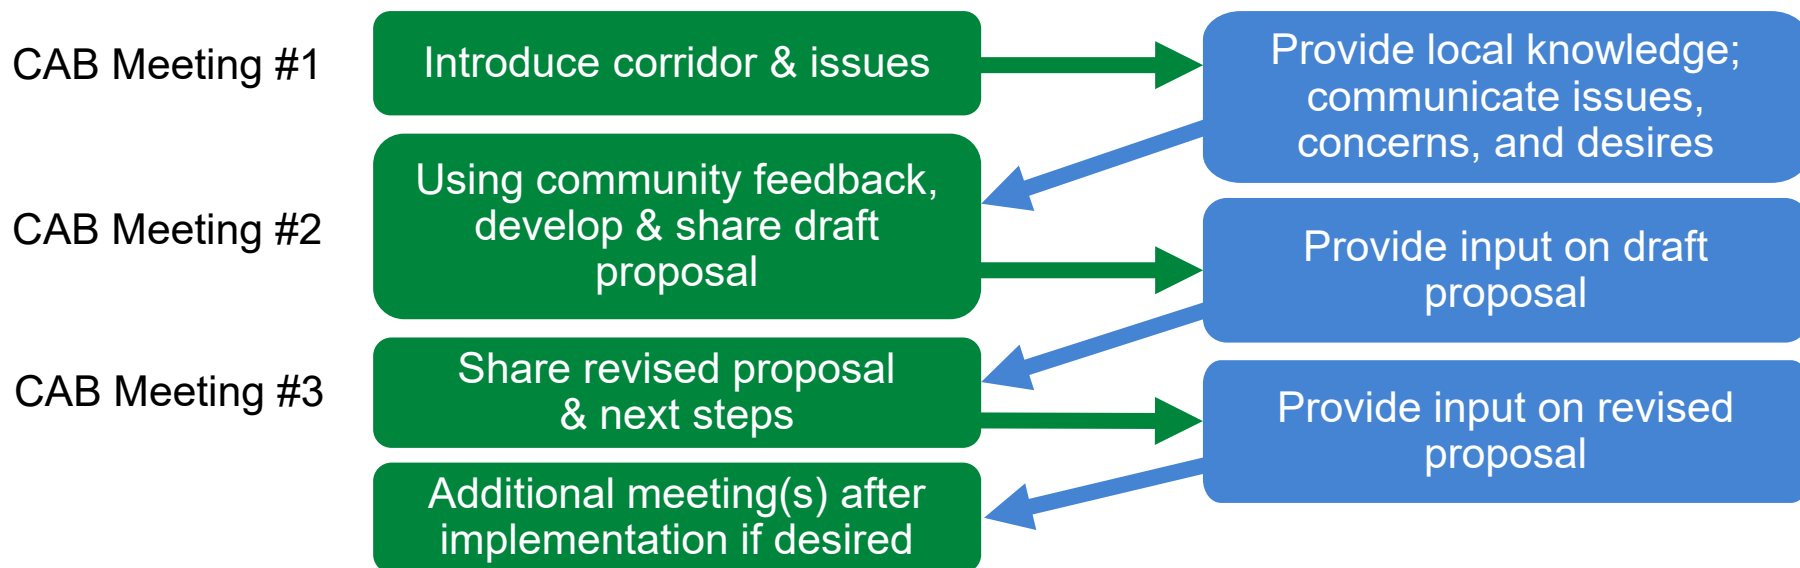 CAB Meeting #1
Introduce corridor & issues
Provide local knowledge;
communicate issues,
concerns, and desires
CAB Meeting #2
Using community feedback,
develop & share draft
proposal
Provide input on draft
proposal
CAB Meeting #3
Share revised proposal
& next steps
Provide input on revised
proposal
Additional meeting(s) after
implementation if desired